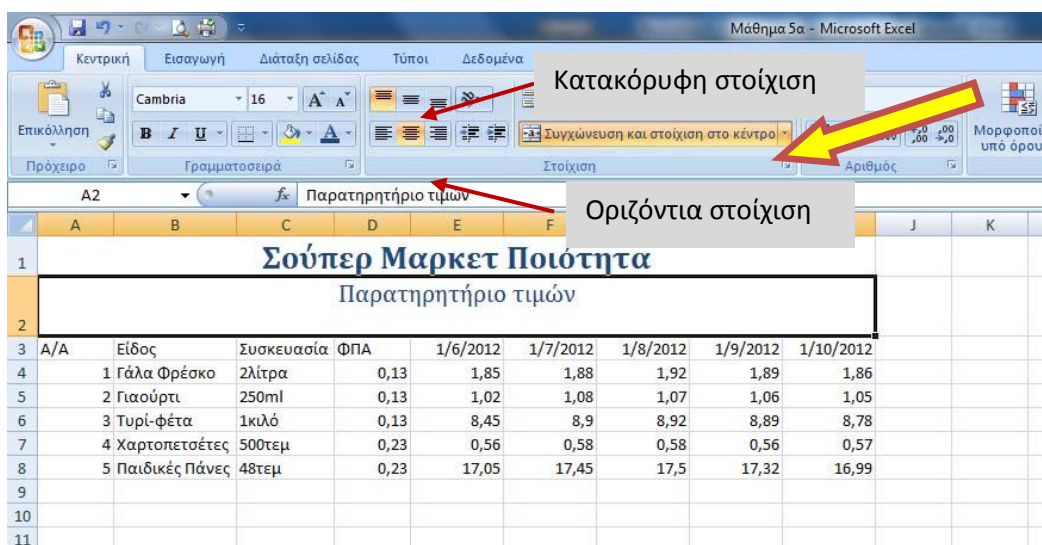 Μάθημα 5α - Microsoft Excel
Κεντρική Εισαγωγή Διάταξη σελίδας Τύποι Δεδομένα
Κατακόρυφη στοίχιση
Cambria 16 A A
Επικόλληση
B I U A
Συγχώνευση και στοίχιση στο κέντρο
Πρόχειρο Γραμματοσειρά Στοίχιση Αριθμός
A2 fx Παρατηρητήριο τιμών
Οριζόντια στοίχιση
A B C D E F J K
1 Σούπερ Μαρκετ Ποιότητα
2 Παρατηρητήριο τιμών
3 Α/Α Είδος Συσκευασία ΦΠΑ 1/6/2012 1/7/2012 1/8/2012 1/9/2012 1/10/2012
4 1 Γάλα Φρέσκο 2λίτρα 0,13 1,85 1,88 1,92 1,89 1,86
5 2 Γιαούρτι 250ml 0,13 1,02 1,08 1,07 1,06 1,05
6 3 Τυρί-φέτα 1κιλό 0,13 8,45 8,9 8,92 8,89 8,78
7 4 Χαρτοπετσέτες 500τεμ 0,23 0,56 0,58 0,58 0,56 0,57
8 5 Παιδικές Πάνες 48τεμ 0,23 17,05 17,45 17,5 17,32 16,99
9
10
11